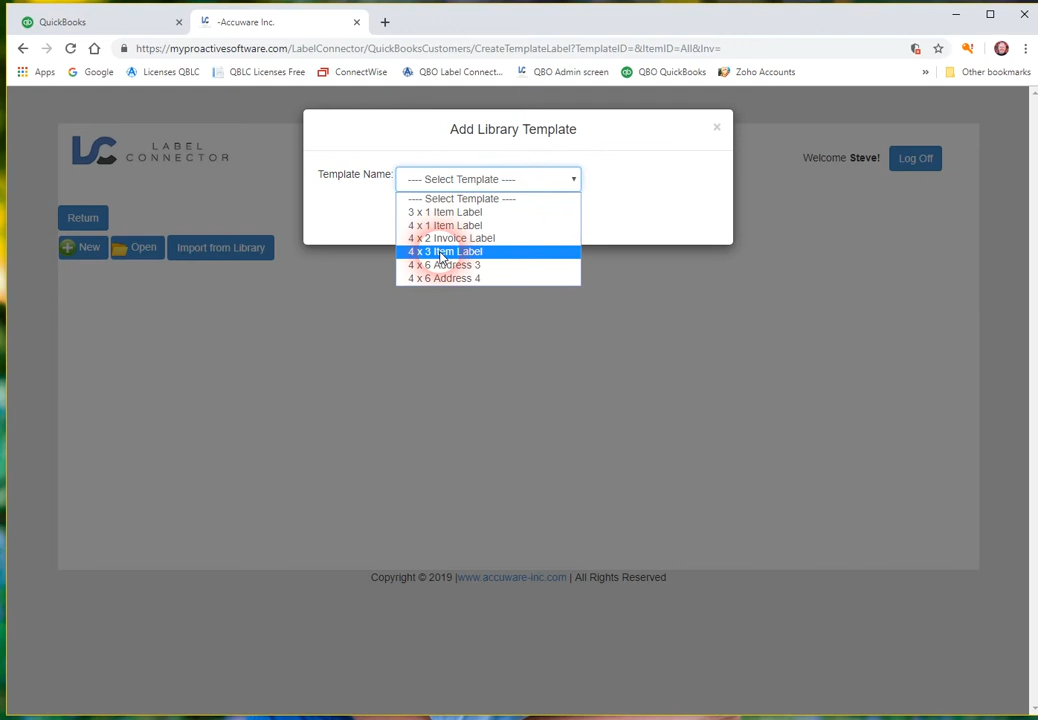 QuickBooks
-Accuware Inc.
https://myproactivesoftware.com/LabelConnector/QuickBooksCustomers/CreateTemplateLabel?TemplateID=&ItemID=All&Inv=
Apps Google Licenses QBLC QBLC Licenses Free ConnectWise QBO Label Connect... QBO Admin screen QBO QuickBooks Zoho Accounts » Other bookmarks
Add Library Template
×
LC LABEL CONNECTOR
Welcome Steve! Log Off
Template Name: ---- Select Template ----
---- Select Template ----
3 x 1 Item Label
4 x 1 Item Label
4 x 2 Invoice Label
4 x 3 Item Label
4 x 6 Address 3
4 x 6 Address 4
Return
New Open Import from Library
Copyright © 2019 |www.accuware-inc.com | All Rights Reserved